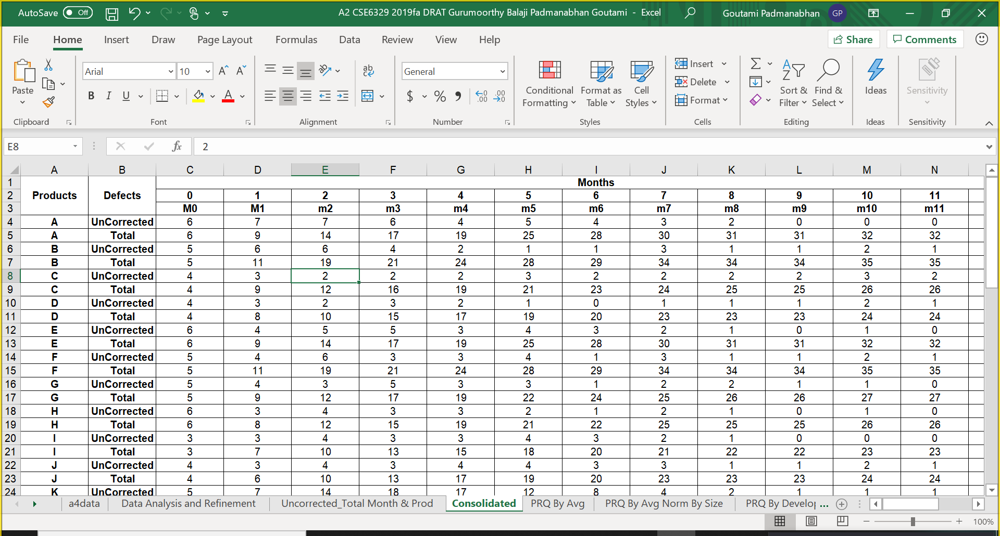 AutoSave Off A2 CSE6329 2019fa DRAT Gurumoorthy Balaji Padmanabhan Goutami - Excel Goutami Padmanabhan GP
File Home Insert Draw Page Layout Formulas Data Review View Help Share Comments
Paste
Clipboard
Arial 10
B I U A
Font
ab
Alignment
General
$ % 9 .00
Number
Conditional Formatting
Format as Table
Cell Styles
Styles
Insert
Delete
Format
Cells
Sort & Filter
Find & Select
Editing
Ideas
Ideas
Sensitivity
Sensitivity
E8 fx 2
A B C D E F G H I J K L M N
1 Months
2 Products Defects 0 1 2 3 4 5 6 7 8 9 10 11
3 M0 M1 m2 m3 m4 m5 m6 m7 m8 m9 m10 m11
4 A UnCorrected 6 7 7 6 4 5 4 3 2 0 0 0
5 A Total 6 9 14 17 19 25 28 30 31 31 32 32
6 B UnCorrected 5 6 6 4 2 1 1 3 1 1 2 1
7 B Total 5 11 19 21 24 28 29 34 34 34 35 35
8 C UnCorrected 4 3 2 2 2 3 2 2 2 2 3 2
9 C Total 4 9 12 16 19 21 23 24 25 25 26 26
10 D UnCorrected 4 3 2 3 2 1 0 1 1 1 2 1
11 D Total 4 8 10 15 17 19 20 23 23 23 24 24
12 E UnCorrected 6 4 5 5 3 4 3 2 1 0 1 0
13 E Total 6 9 14 17 19 25 28 30 31 31 32 32
14 F UnCorrected 5 4 6 3 3 4 1 3 1 1 2 1
15 F Total 5 11 19 21 24 28 29 34 34 34 35 35
16 G UnCorrected 5 4 3 5 3 3 1 2 2 1 1 0
17 G Total 5 9 12 17 19 22 24 25 26 26 27 27
18 H UnCorrected 6 3 4 3 3 2 1 2 1 0 1 0
19 H Total 6 8 12 15 19 21 22 25 25 25 26 26
20 I UnCorrected 3 3 4 3 3 4 3 2 1 0 0 0
21 I Total 3 7 10 13 15 18 20 21 22 22 23 23
22 J UnCorrected 4 3 4 3 4 4 3 3 1 1 2 1
23 J Total 4 6 10 13 17 19 20 23 23 23 24 24
24 K UnCorrected 5 7 14 18 17 12 8 4 2 1 1 1
a4data Data Analysis and Refinement Uncorrected_Total Month & Prod Consolidated PRQ By Avg PRQ By Avg Norm By Size PRQ By Develop ...
100%